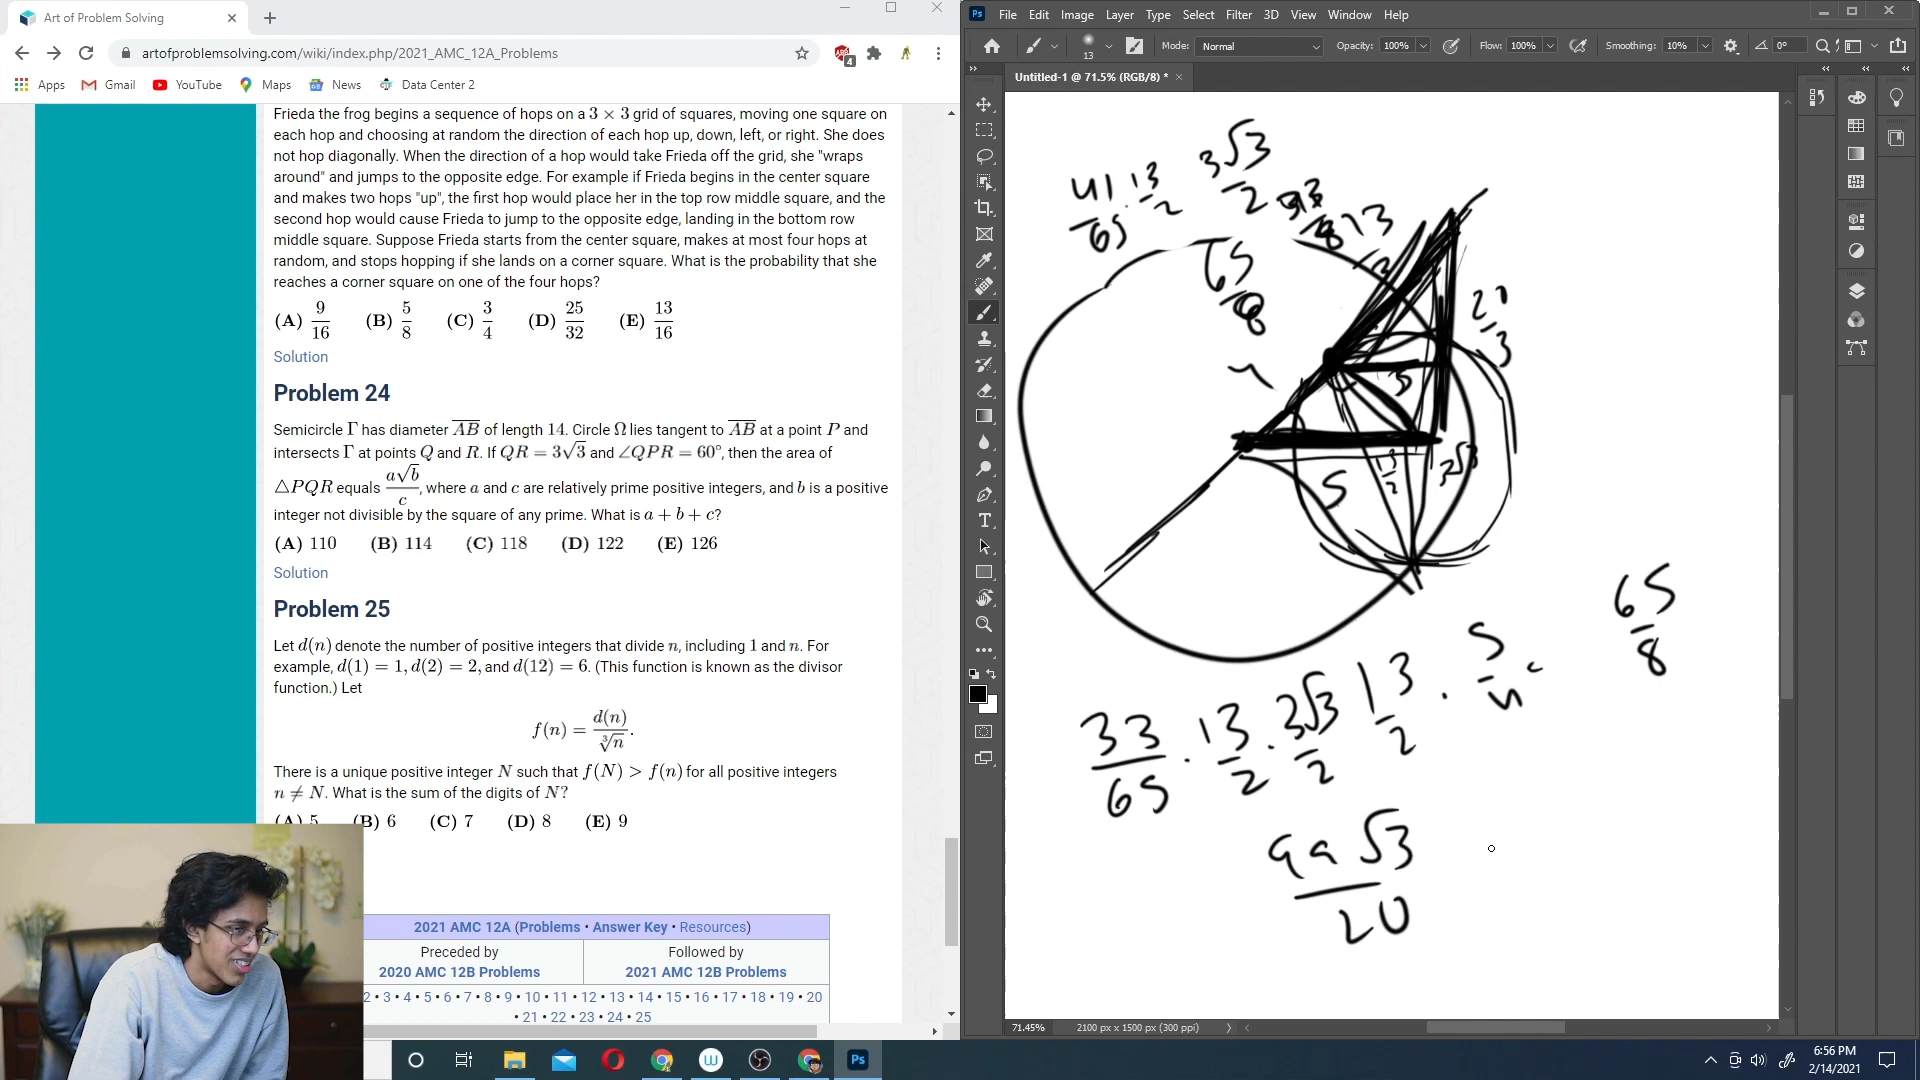 Art of Problem Solving
artofproblemsolving.com/wiki/index.php/2021_AMC_12A_Problems
4
Apps Gmail YouTube Maps News Data Center 2
Frieda the frog begins a sequence of hops on a 3 × 3 grid of squares, moving one square on
each hop and choosing at random the direction of each hop up, down, left, or right. She does
not hop diagonally. When the direction of a hop would take Frieda off the grid, she "wraps
around" and jumps to the opposite edge. For example if Frieda begins in the center square
and makes two hops "up", the first hop would place her in the top row middle square, and the
second hop would cause Frieda to jump to the opposite edge, landing in the bottom row
middle square. Suppose Frieda starts from the center square, makes at most four hops at
random, and stops hopping if she lands on a corner square. What is the probability that she
reaches a corner square on one of the four hops?
(A) 9/16 (B) 5/8 (C) 3/4 (D) 25/32 (E) 13/16
Solution
Problem 24
Semicircle Γ has diameter AB of length 14. Circle Ω lies tangent to AB at a point P and
intersects Γ at points Q and R. If QR = 3√3 and ∠QPR = 60°, then the area of
△PQR equals a√b/c, where a and c are relatively prime positive integers, and b is a positive
integer not divisible by the square of any prime. What is a + b + c?
(A) 110 (B) 114 (C) 118 (D) 122 (E) 126
Solution
Problem 25
Let d(n) denote the number of positive integers that divide n, including 1 and n. For
example, d(1) = 1, d(2) = 2, and d(12) = 6. (This function is known as the divisor
function.) Let
f(n) = d(n)/∛n.
There is a unique positive integer N such that f(N) > f(n) for all positive integers
n ≠ N. What is the sum of the digits of N?
(A) 5 (B) 6 (C) 7 (D) 8 (E) 9
2021 AMC 12A (Problems • Answer Key • Resources)
Preceded by
2020 AMC 12B Problems
Followed by
2021 AMC 12B Problems
2 • 3 • 4 • 5 • 6 • 7 • 8 • 9 • 10 • 11 • 12 • 13 • 14 • 15 • 16 • 17 • 18 • 19 • 20
• 21 • 22 • 23 • 24 • 25
Ps File Edit Image Layer Type Select Filter 3D View Window Help
13 Mode: Normal Opacity: 100% Flow: 100% Smoothing: 10% 0°
Untitled-1 @ 71.5% (RGB/8) *
3√3/2
41/65 · 13/2
65/8
20/3
5
13/2
65/8
33/65 · 13/2 · 3√3/2
13/2 ·
99√3/20
71.45% 2100 px x 1500 px (300 ppi)
Ps
6:56 PM
2/14/2021